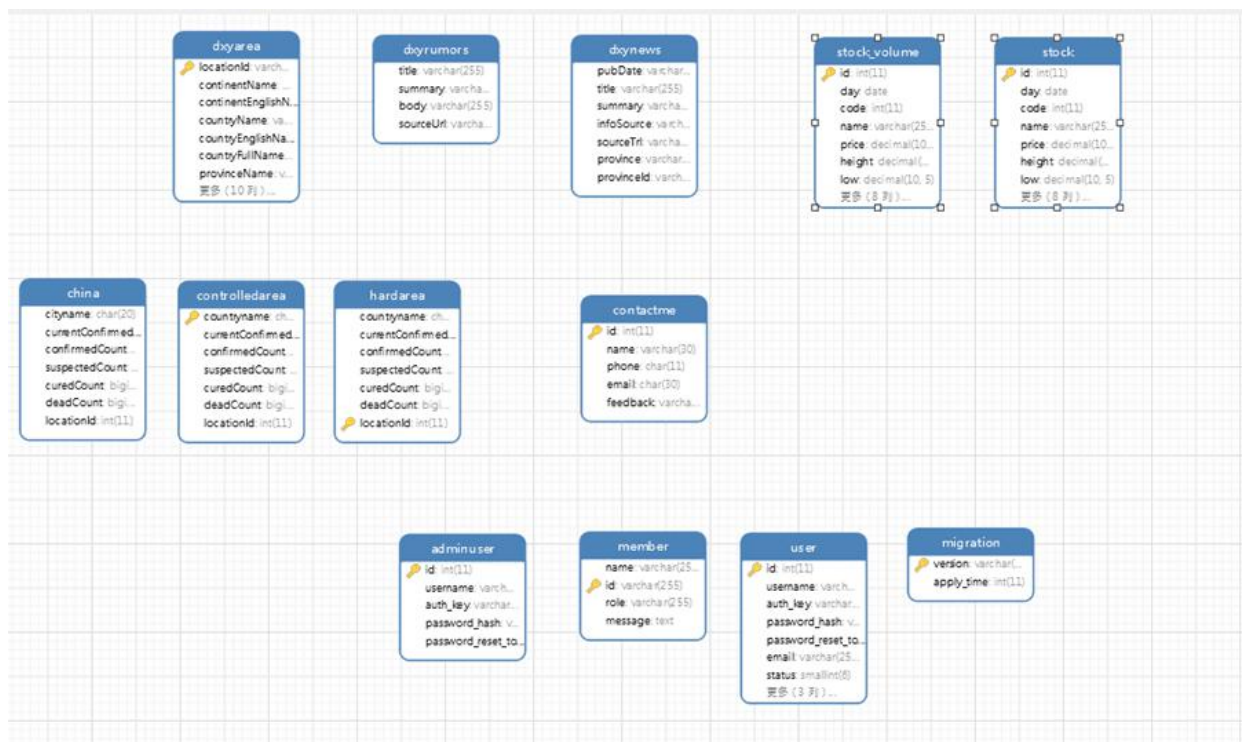 dxyarea
locationId: varch...
continentName: ...
continentEnglishN...
countryName: va...
countryEnglishNa...
countryFullName...
provinceName: v...
更多 (10 列) ...
dxyrumors
title: varchar(255)
summary: varcha...
body: varchar(255)
sourceUrl: varcha...
dxynews
pubDate: varchar...
title: varchar(255)
summary: varcha...
infoSource: varch...
sourceTrl: varcha...
province: varchar...
provinceId: varch...
stock_volume
id: int(11)
day: date
code: int(11)
name: varchar(25...
price: decimal(10...
height: decimal(...
low: decimal(10, 5)
更多 (8 列) ...
stock
id: int(11)
day: date
code: int(11)
name: varchar(25...
price: decimal(10...
height: decimal(...
low: decimal(10, 5)
更多 (8 列) ...
china
cityname: char(20)
currentConfirmed...
confirmedCount...
suspectedCount ...
curedCount: bigi...
deadCount: bigi...
locationId: int(11)
controlledarea
countryname: ch...
currentConfirmed...
confirmedCount...
suspectedCount ...
curedCount: bigi...
deadCount: bigi...
locationId: int(11)
hardarea
countryname: ch...
currentConfirmed...
confirmedCount...
suspectedCount ...
curedCount: bigi...
deadCount: bigi...
locationId: int(11)
contactme
id: int(11)
name: varchar(30)
phone: char(11)
email: char(30)
feedback: varcha...
adminuser
id: int(11)
username: varch...
auth_key: varchar...
password_hash: v...
password_reset_to...
member
name: varchar(25...
id: varchar(255)
role: varchar(255)
message: text
user
id: int(11)
username: varch...
auth_key: varchar...
password_hash: v...
password_reset_to...
email: varchar(25...
status: smallint(6)
更多 (3 列) ...
migration
version: varchar(...
apply_time: int(11)